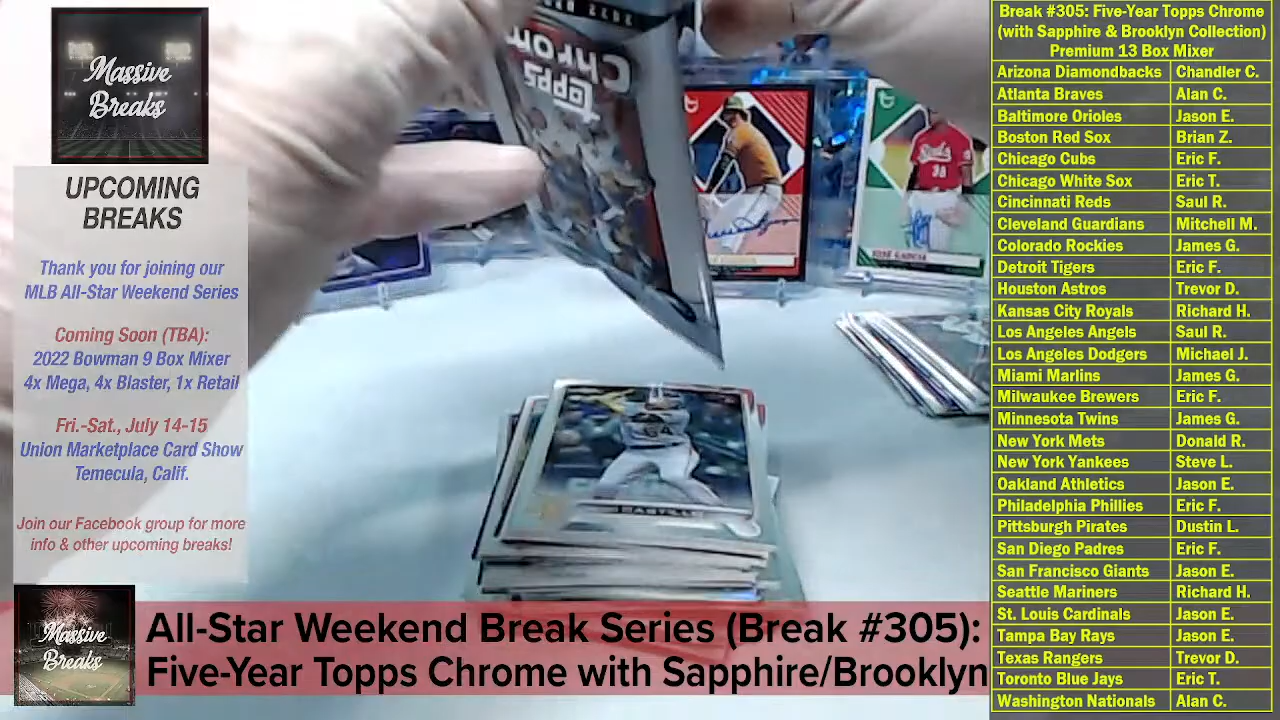 Massive
Breaks
UPCOMING
BREAKS
Thank you for joining our
MLB All-Star Weekend Series
Coming Soon (TBA):
2022 Bowman 9 Box Mixer
4x Mega, 4x Blaster, 1x Retail
Fri.-Sat., July 14-15
Union Marketplace Card Show
Temecula, Calif.
Join our Facebook group for more
info & other upcoming breaks!
Topps
Chrome
Reds
38
64
Massive
Breaks
All-Star Weekend Break Series (Break #305):
Five-Year Topps Chrome with Sapphire/Brooklyn
Break #305: Five-Year Topps Chrome
(with Sapphire & Brooklyn Collection)
Premium 13 Box Mixer
Arizona Diamondbacks Chandler C.
Atlanta Braves Alan C.
Baltimore Orioles Jason E.
Boston Red Sox Brian Z.
Chicago Cubs Eric F.
Chicago White Sox Eric T.
Cincinnati Reds Saul R.
Cleveland Guardians Mitchell M.
Colorado Rockies James G.
Detroit Tigers Eric F.
Houston Astros Trevor D.
Kansas City Royals Richard H.
Los Angeles Angels Saul R.
Los Angeles Dodgers Michael J.
Miami Marlins James G.
Milwaukee Brewers Eric F.
Minnesota Twins James G.
New York Mets Donald R.
New York Yankees Steve L.
Oakland Athletics Jason E.
Philadelphia Phillies Eric F.
Pittsburgh Pirates Dustin L.
San Diego Padres Eric F.
San Francisco Giants Jason E.
Seattle Mariners Richard H.
St. Louis Cardinals Jason E.
Tampa Bay Rays Jason E.
Texas Rangers Trevor D.
Toronto Blue Jays Eric T.
Washington Nationals Alan C.